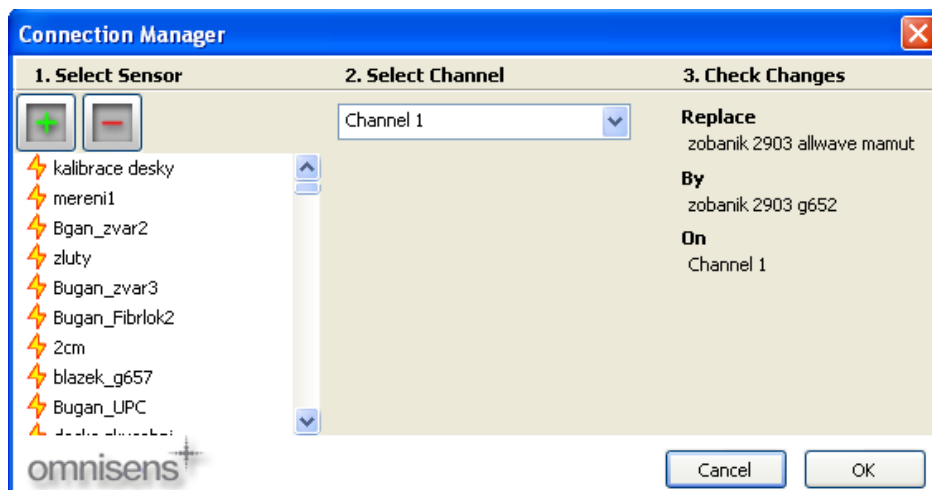 Connection Manager
1. Select Sensor
2. Select Channel
3. Check Changes
Channel 1
Replace
zobanik 2903 allwave mamut
By
zobanik 2903 g652
On
Channel 1
kalibrace desky
mereni1
Bgan_zvar2
zluty
Bugan_zvar3
Bugan_Fibrlok2
2cm
blazek_g657
Bugan_UPC
omnisens
Cancel
OK